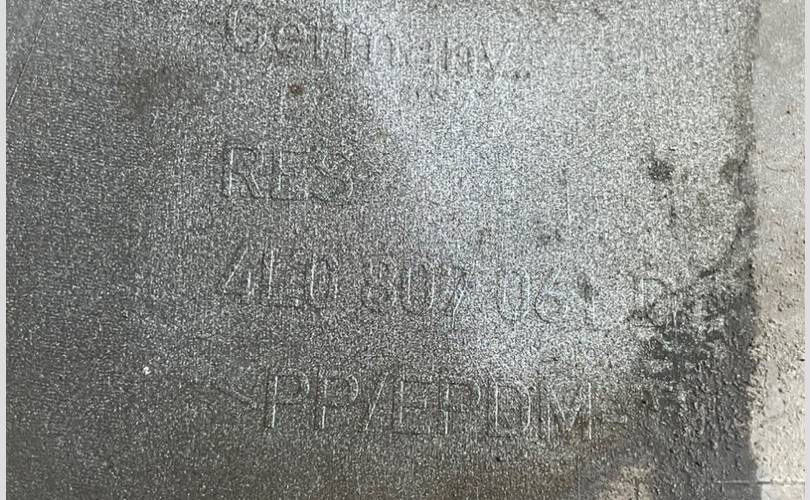 Germany
RES
4L0 807 061
>PP/EPDM<